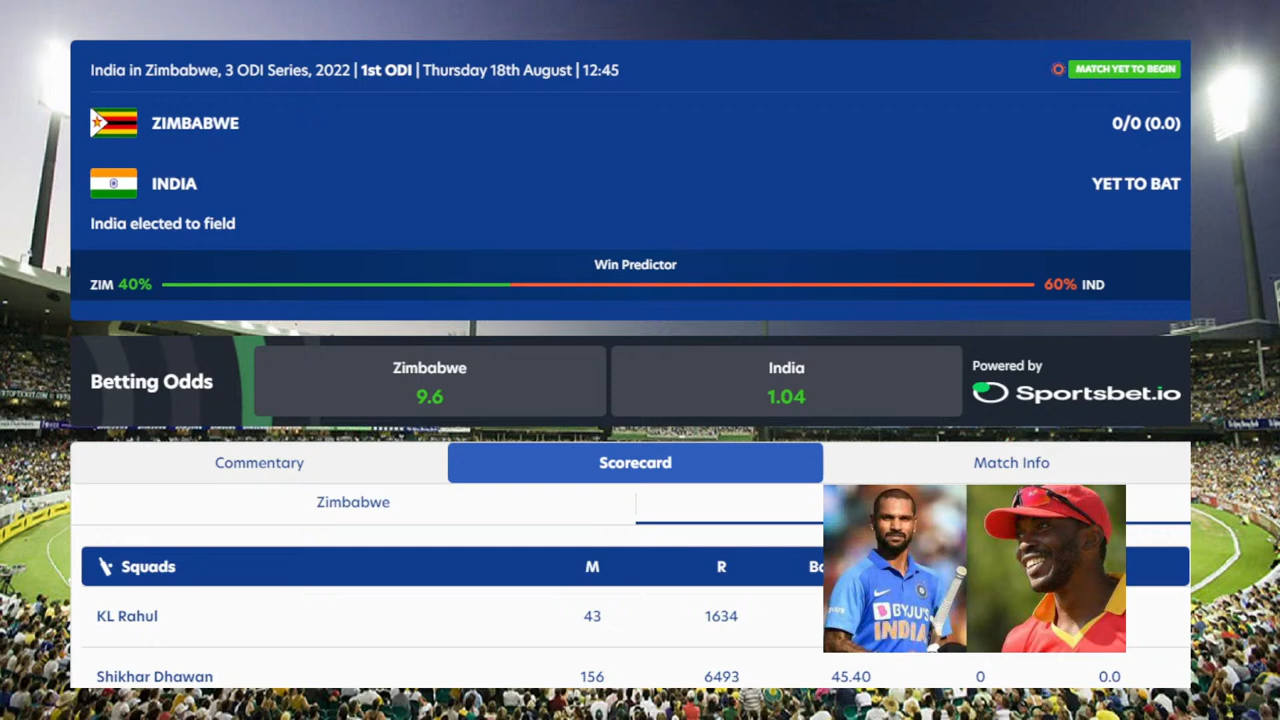 India in Zimbabwe, 3 ODI Series, 2022 | 1st ODI | Thursday 18th August | 12:45
MATCH YET TO BEGIN
ZIMBABWE
0/0 (0.0)
INDIA
YET TO BAT
India elected to field
Win Predictor
ZIM 40%
60% IND
Betting Odds
Zimbabwe
9.6
India
1.04
Powered by
Sportsbet.io
Commentary
Scorecard
Match Info
Zimbabwe
Squads
M
R
KL Rahul
43
1634
Shikhar Dhawan
156
6493
45.40
0
0.0
BYJU'S
INDIA